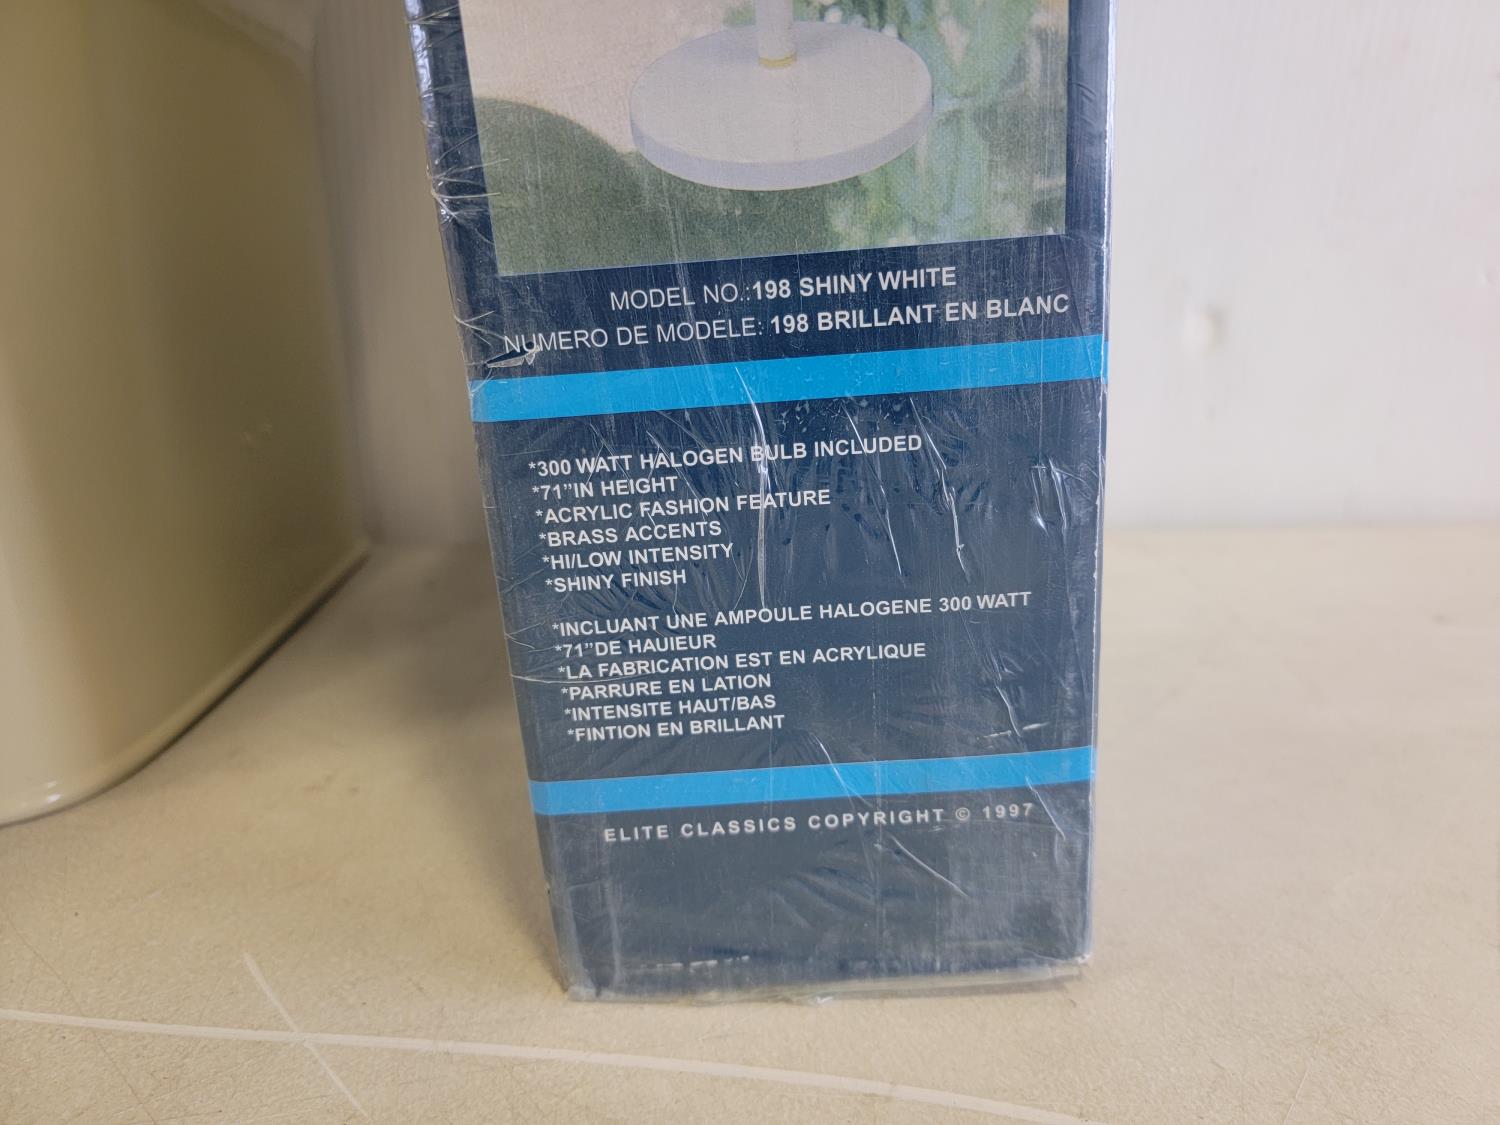 MODEL NO.:198 SHINY WHITE
NUMERO DE MODELE: 198 BRILLANT EN BLANC
*300 WATT HALOGEN BULB INCLUDED
*71”IN HEIGHT
*ACRYLIC FASHION FEATURE
*BRASS ACCENTS
*HI/LOW INTENSITY
*SHINY FINISH
*INCLUANT UNE AMPOULE HALOGENE 300 WATT
*71”DE HAUIEUR
*LA FABRICATION EST EN ACRYLIQUE
*PARRURE EN LATION
*INTENSITE HAUT/BAS
*FINTION EN BRILLANT
ELITE CLASSICS COPYRIGHT © 1997